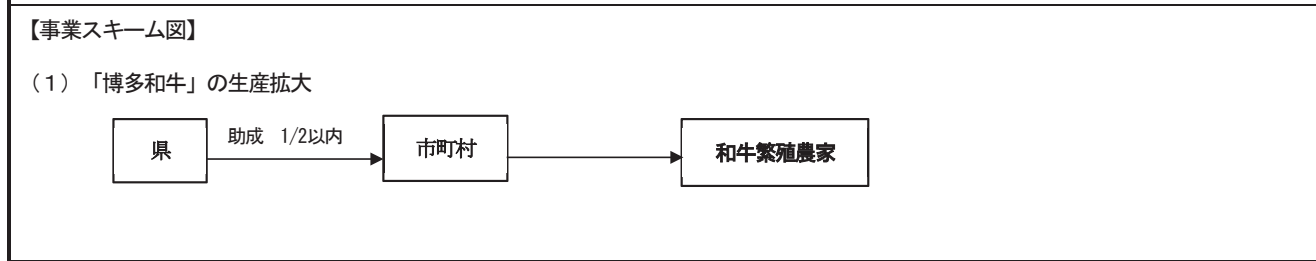 【事業スキーム図】
（１）「博多和牛」の生産拡大
県
助成　1/2以内
市町村
和牛繁殖農家